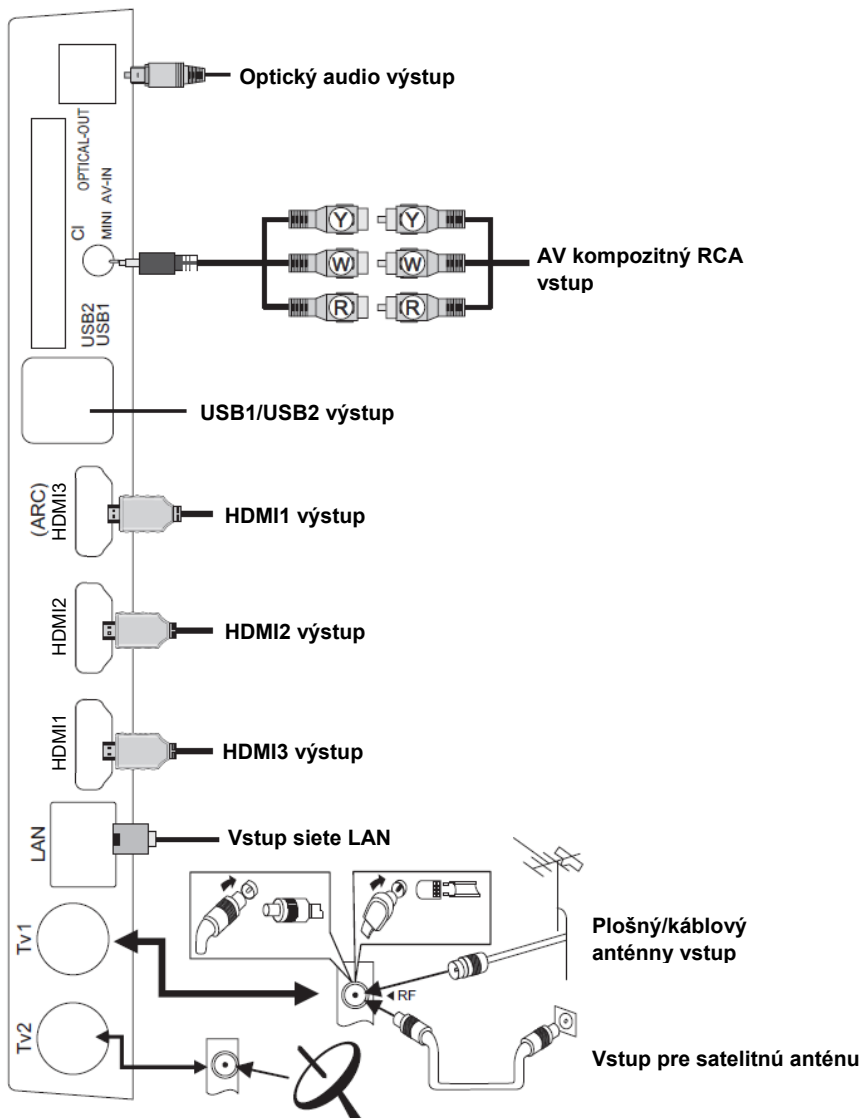 Optický audio výstup
OPTICAL-OUT
CI
MINI AV-IN
Y Y
W W
R R
AV kompozitný RCA
vstup
USB2
USB1
USB1/USB2 výstup
(ARC)
HDMI3
HDMI1 výstup
HDMI2
HDMI2 výstup
HDMI1
HDMI3 výstup
LAN
Vstup siete LAN
Tv1
Plošný/káblový
anténny vstup
RF
Tv2
Vstup pre satelitnú anténu